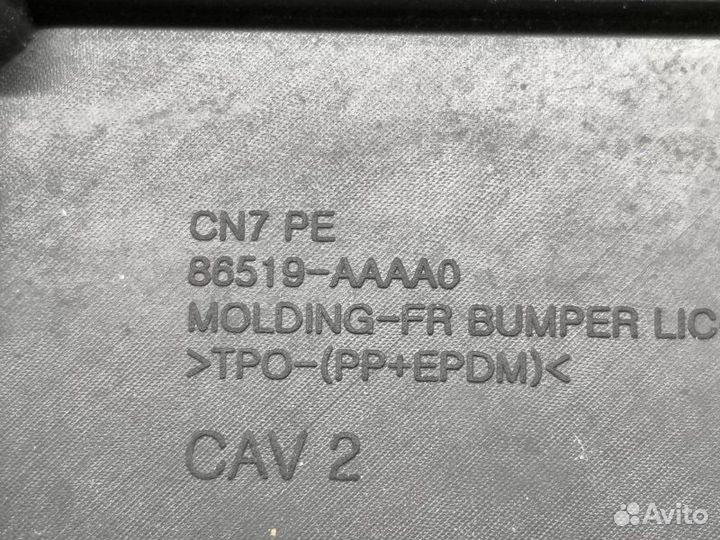 CN7 PE
86519-AAAA0
MOLDING-FR BUMPER LIC
>TPO-(PP+EPDM)<
CAV 2
Avito